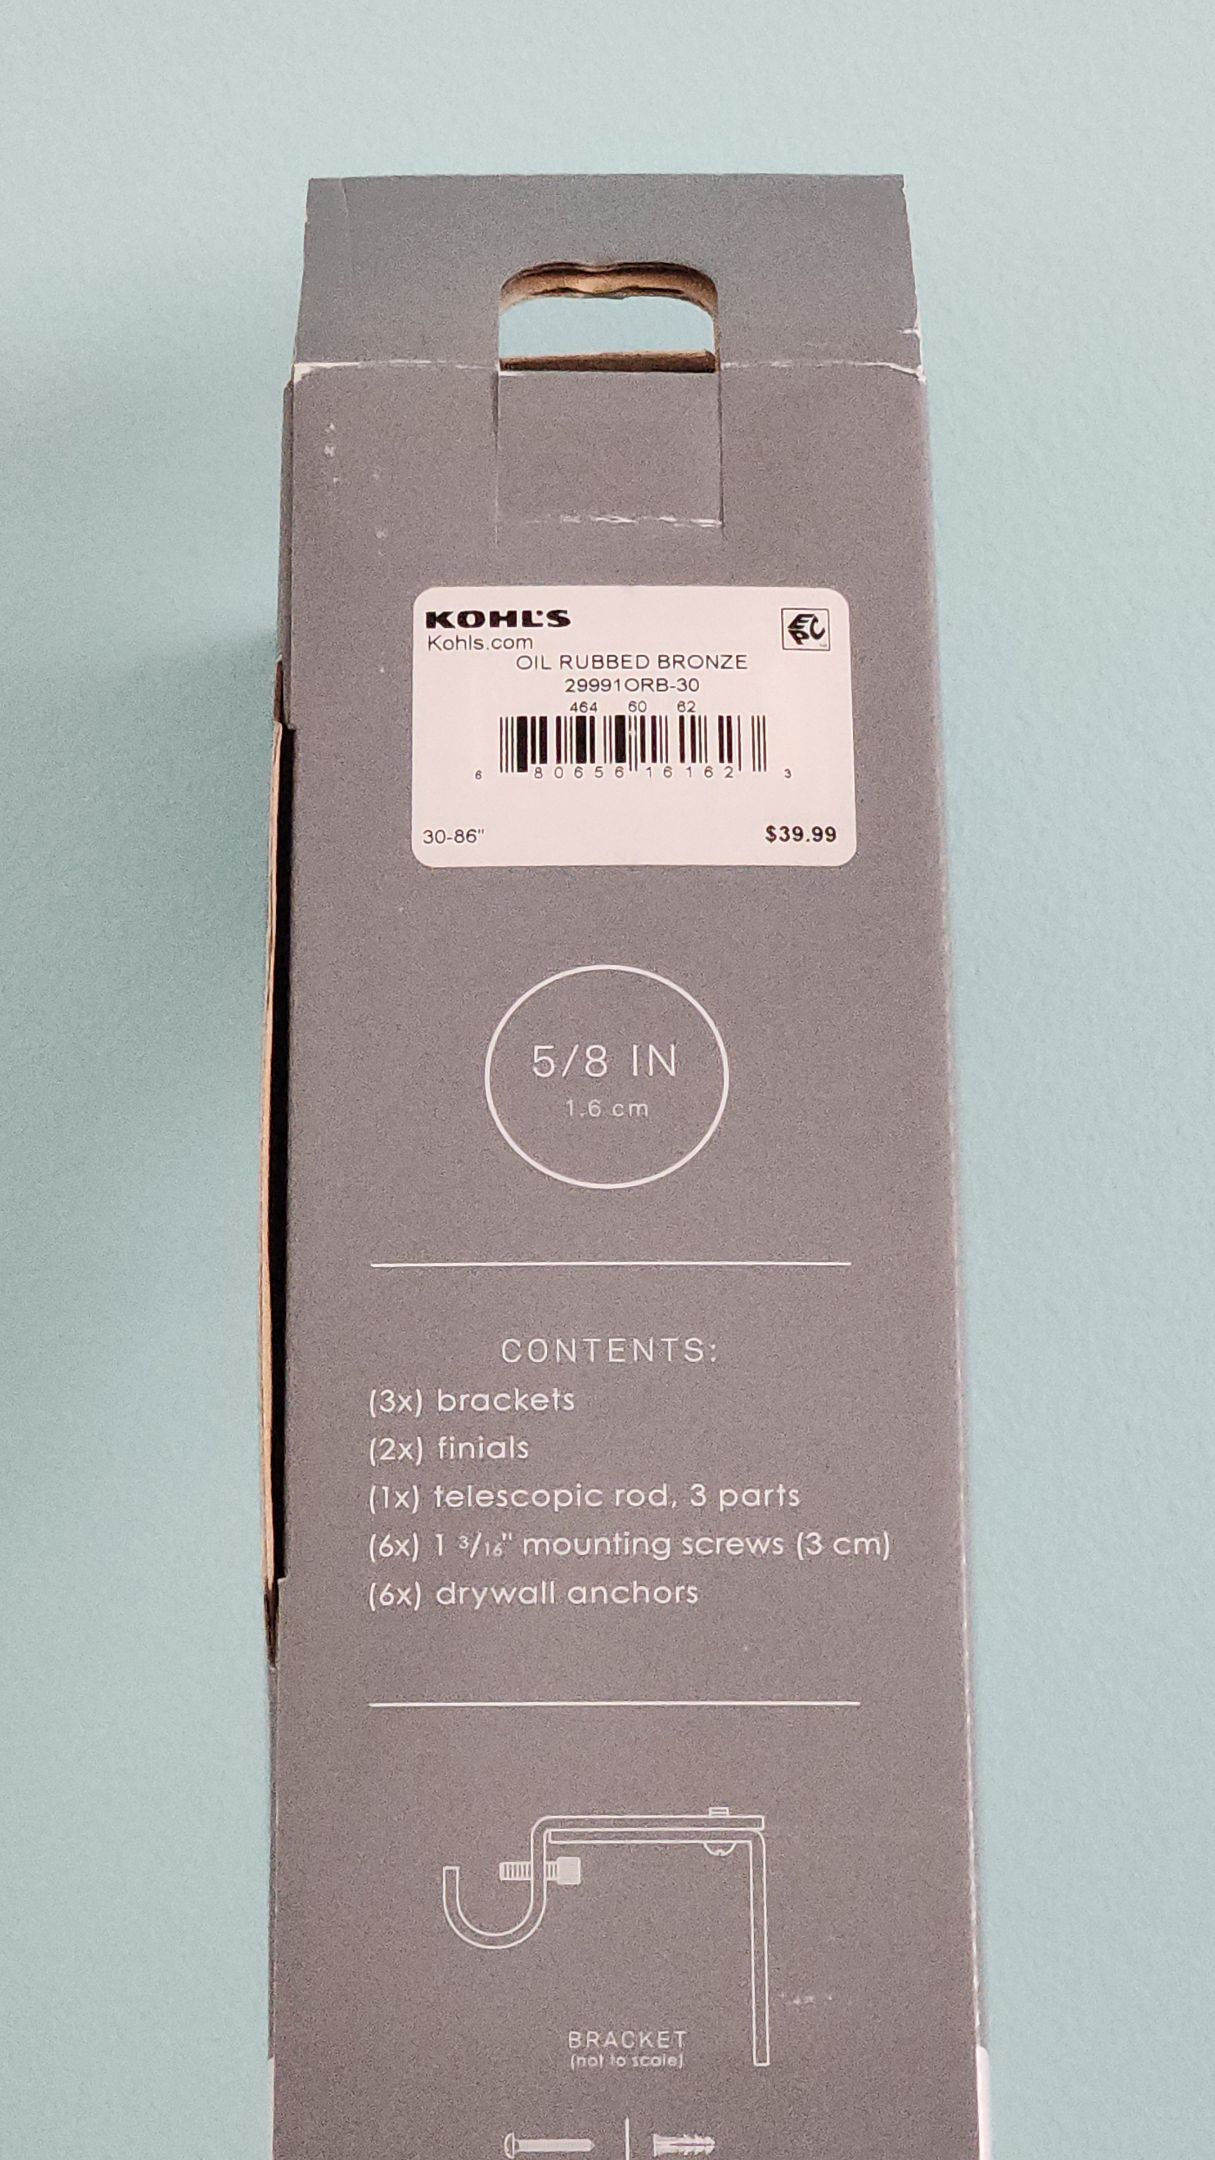 KOHL'S
Kohls.com
OIL RUBBED BRONZE
29991ORB-30
464 60 62
6 80656 16162 3
30-86"
$39.99
5/8 IN
1.6 cm
CONTENTS:
(3x) brackets
(2x) finials
(1x) telescopic rod, 3 parts
(6x) 1 3/16" mounting screws (3 cm)
(6x) drywall anchors
BRACKET
(not to scale)